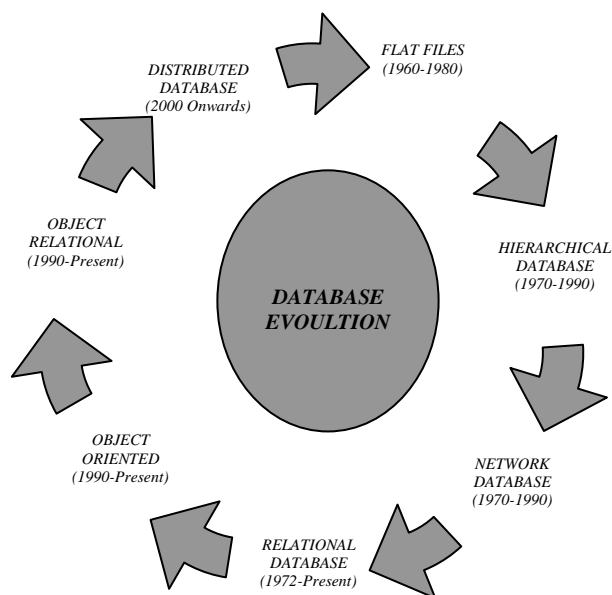 FLAT FILES
(1960-1980)
HIERARCHICAL
DATABASE
(1970-1990)
NETWORK
DATABASE
(1970-1990)
RELATIONAL
DATABASE
(1972-Present)
OBJECT
ORIENTED
(1990-Present)
OBJECT
RELATIONAL
(1990-Present)
DISTRIBUTED
DATABASE
(2000 Onwards)
DATABASE
EVOULTION